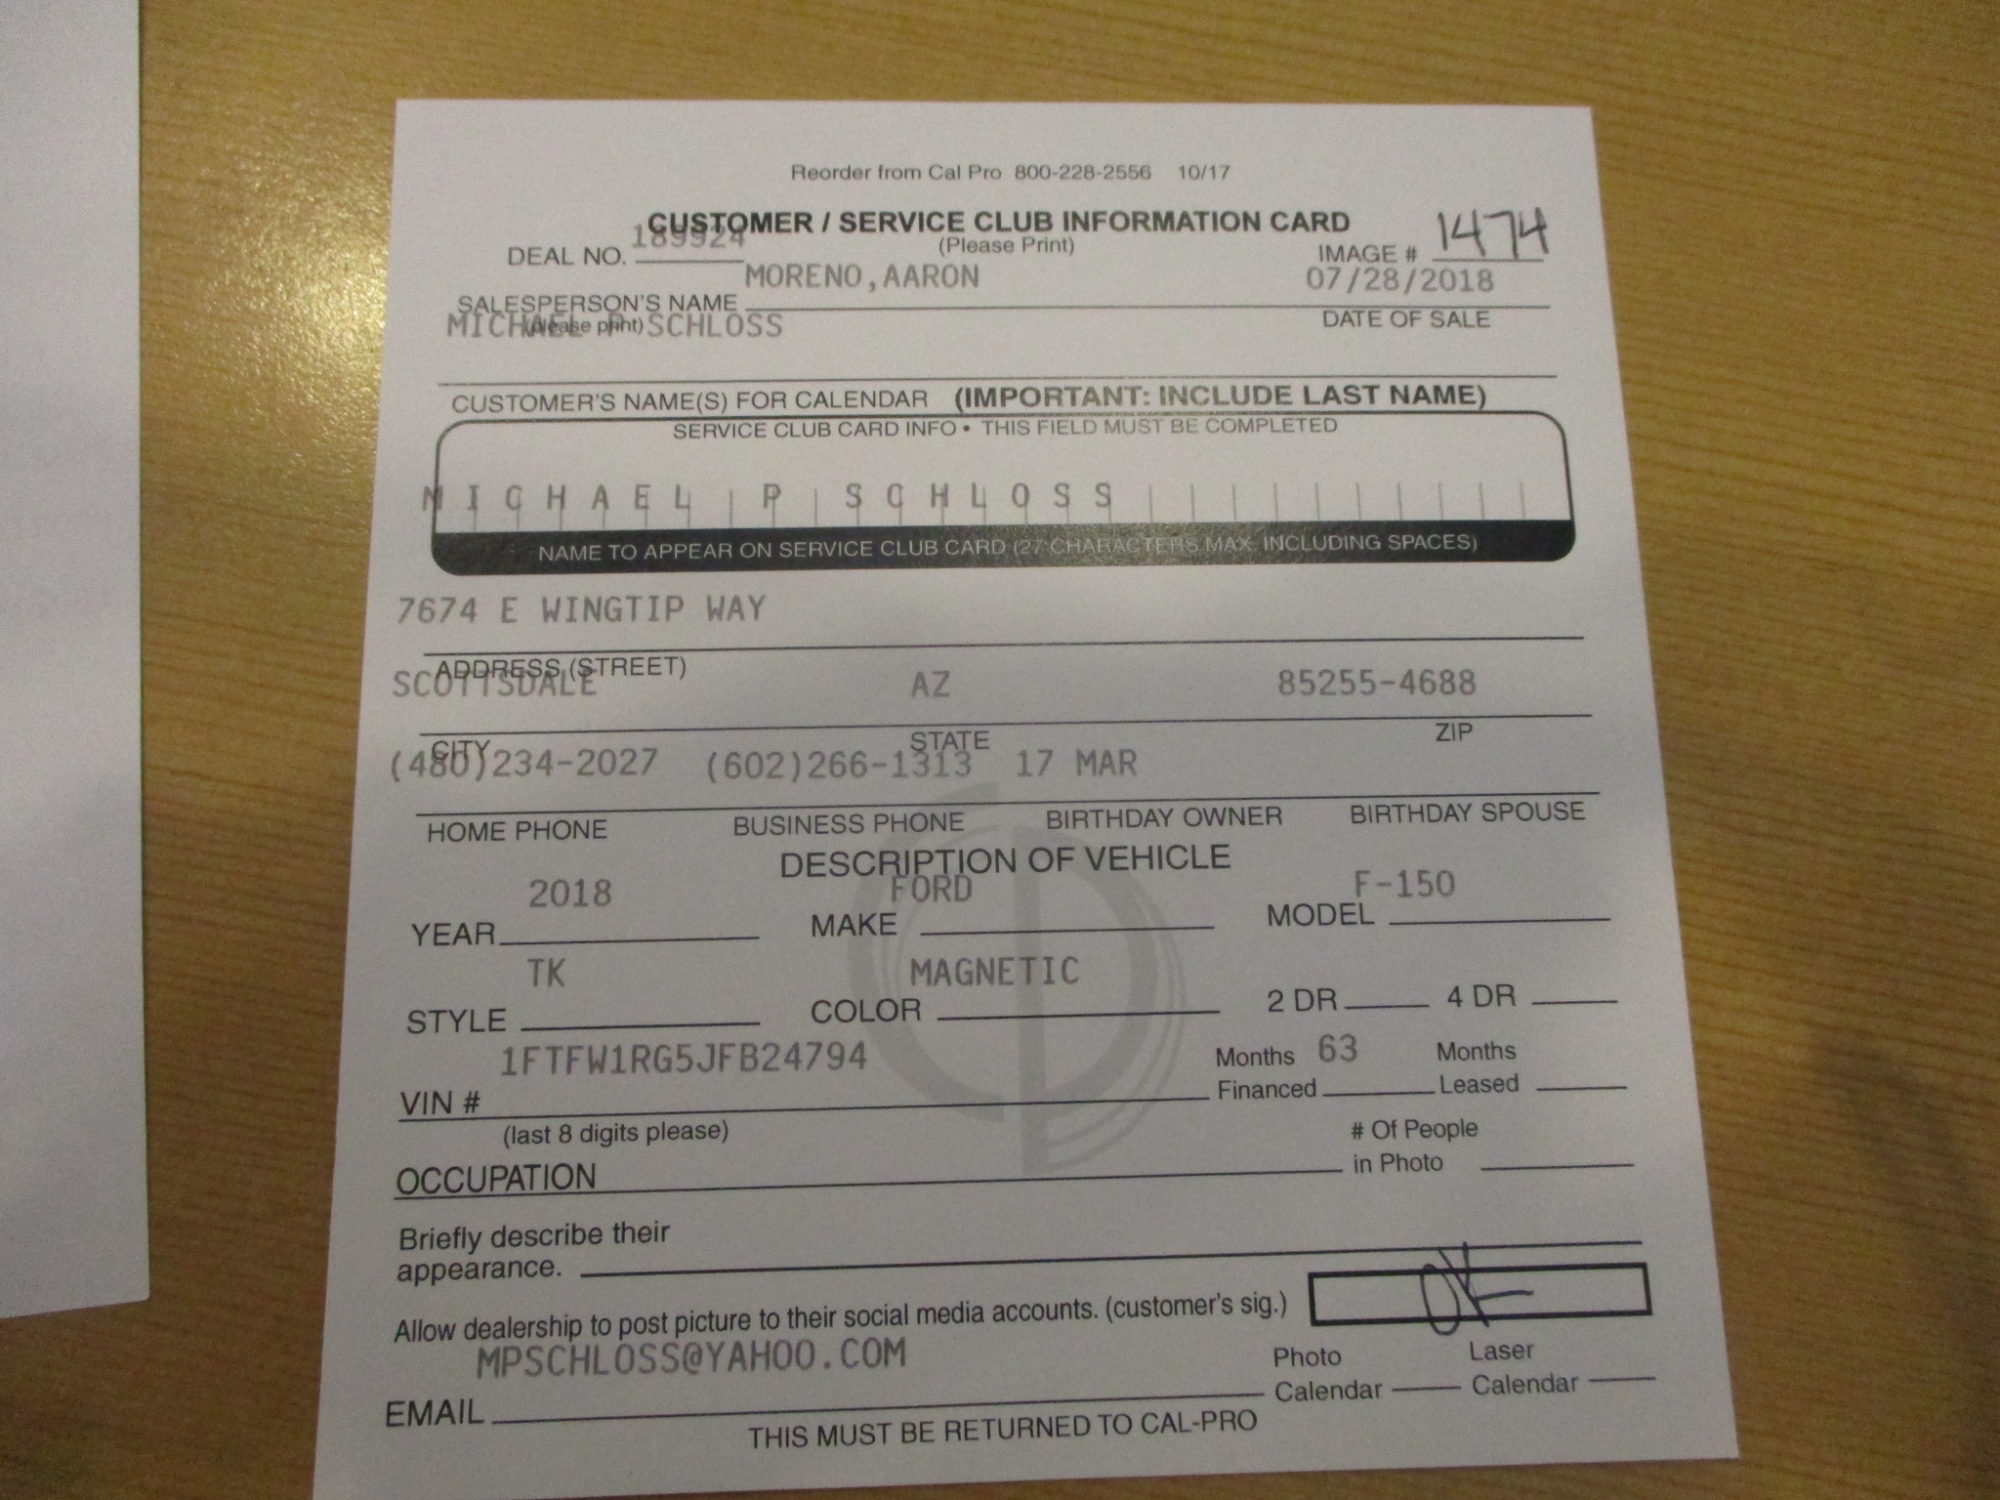 Reorder from Cal Pro 800-228-2556 10/17
CUSTOMER / SERVICE CLUB INFORMATION CARD
(Please Print)
DEAL NO. 189924
IMAGE # 1474
MORENO,AARON 07/28/2018
SALESPERSON'S NAME DATE OF SALE
(please print)
MICHAEL P SCHLOSS
CUSTOMER'S NAME(S) FOR CALENDAR (IMPORTANT: INCLUDE LAST NAME)
SERVICE CLUB CARD INFO • THIS FIELD MUST BE COMPLETED
MICHAEL P SCHLOSS
NAME TO APPEAR ON SERVICE CLUB CARD (27 CHARACTERS MAX. INCLUDING SPACES)
7674 E WINGTIP WAY
ADDRESS (STREET)
SCOTTSDALE AZ 85255-4688
CITY STATE ZIP
(480)234-2027 (602)266-1313 17 MAR
HOME PHONE BUSINESS PHONE BIRTHDAY OWNER BIRTHDAY SPOUSE
DESCRIPTION OF VEHICLE
2018 FORD F-150
YEAR MAKE MODEL
TK MAGNETIC
STYLE COLOR 2 DR 4 DR
1FTFW1RG5JFB24794 Months 63 Months
VIN # Financed Leased
(last 8 digits please) # Of People
OCCUPATION in Photo
Briefly describe their
appearance.
Allow dealership to post picture to their social media accounts. (customer's sig.) OK
MPSCHLOSS@YAHOO.COM Photo Laser
EMAIL Calendar Calendar
THIS MUST BE RETURNED TO CAL-PRO